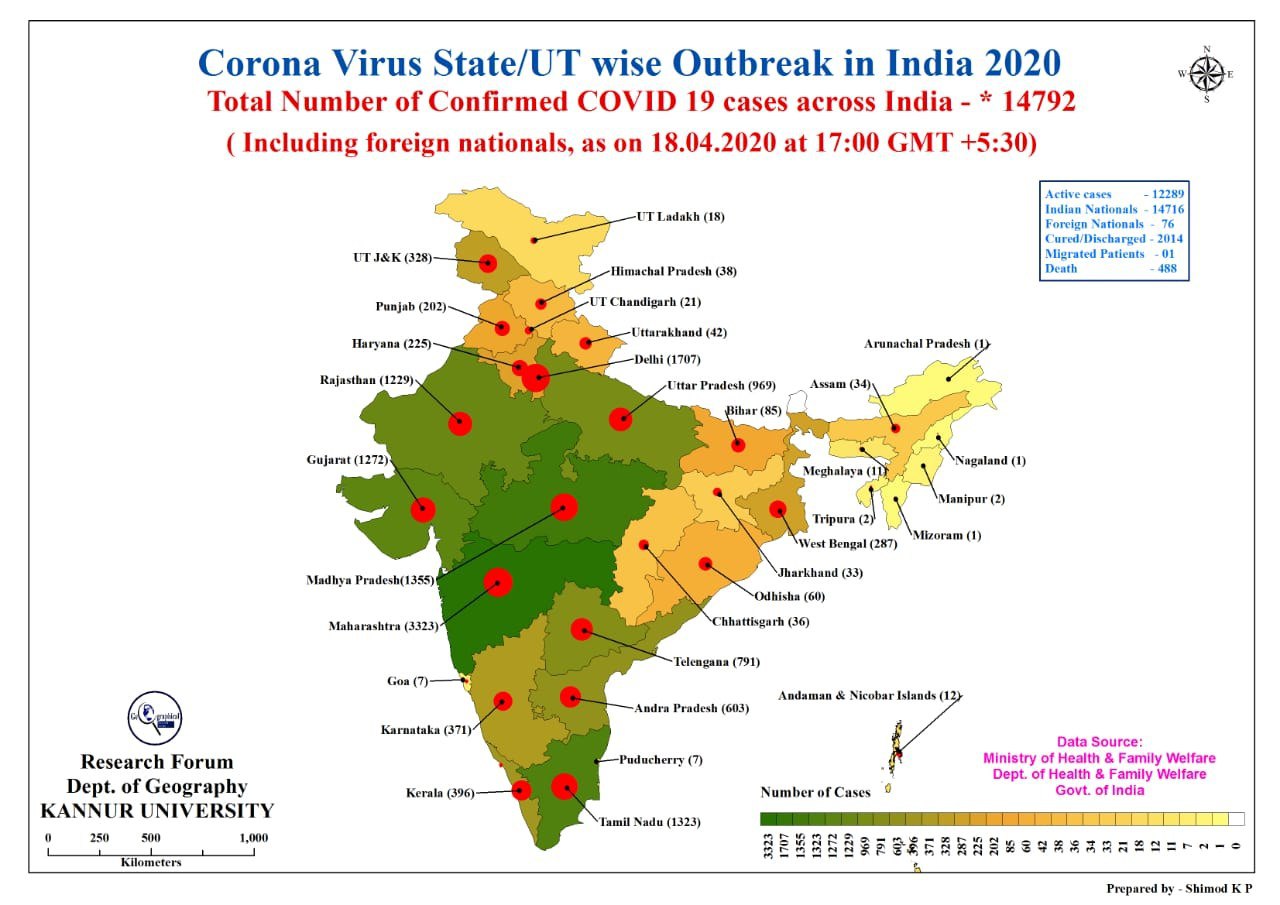 Corona Virus State/UT wise Outbreak in India 2020
Total Number of Confirmed COVID 19 cases across India - * 14792
( Including foreign nationals, as on 18.04.2020 at 17:00 GMT +5:30)
N
W E
S
Active cases - 12289
Indian Nationals - 14716
Foreign Nationals - 76
Cured/Discharged - 2014
Migrated Patients - 01
Death - 488
UT Ladakh (18)
UT J&K (328)
Himachal Pradesh (38)
UT Chandigarh (21)
Punjab (202)
Uttarakhand (42)
Haryana (225)
Delhi (1707)
Arunachal Pradesh (1)
Rajasthan (1229)
Uttar Pradesh (969)
Assam (34)
Bihar (85)
Gujarat (1272)
Nagaland (1)
Meghalaya (11)
Manipur (2)
Tripura (2)
Mizoram (1)
West Bengal (287)
Jharkhand (33)
Madhya Pradesh(1355)
Odhisha (60)
Chhattisgarh (36)
Maharashtra (3323)
Telengana (791)
Goa (7)
Andaman & Nicobar Islands (12)
Andra Pradesh (603)
Karnataka (371)
Puducherry (7)
Kerala (396)
Tamil Nadu (1323)
Data Source:
Ministry of Health & Family Welfare
Dept. of Health & Family Welfare
Govt. of India
Research Forum
Dept. of Geography
KANNUR UNIVERSITY
0 250 500 1,000
Kilometers
Number of Cases
3323 1707 1355 1323 1272 1229 969 791 603 396 371 328 287 225 202 85 60 42 38 36 34 33 21 18 12 11 7 2 1 0
Prepared by - Shimod K P